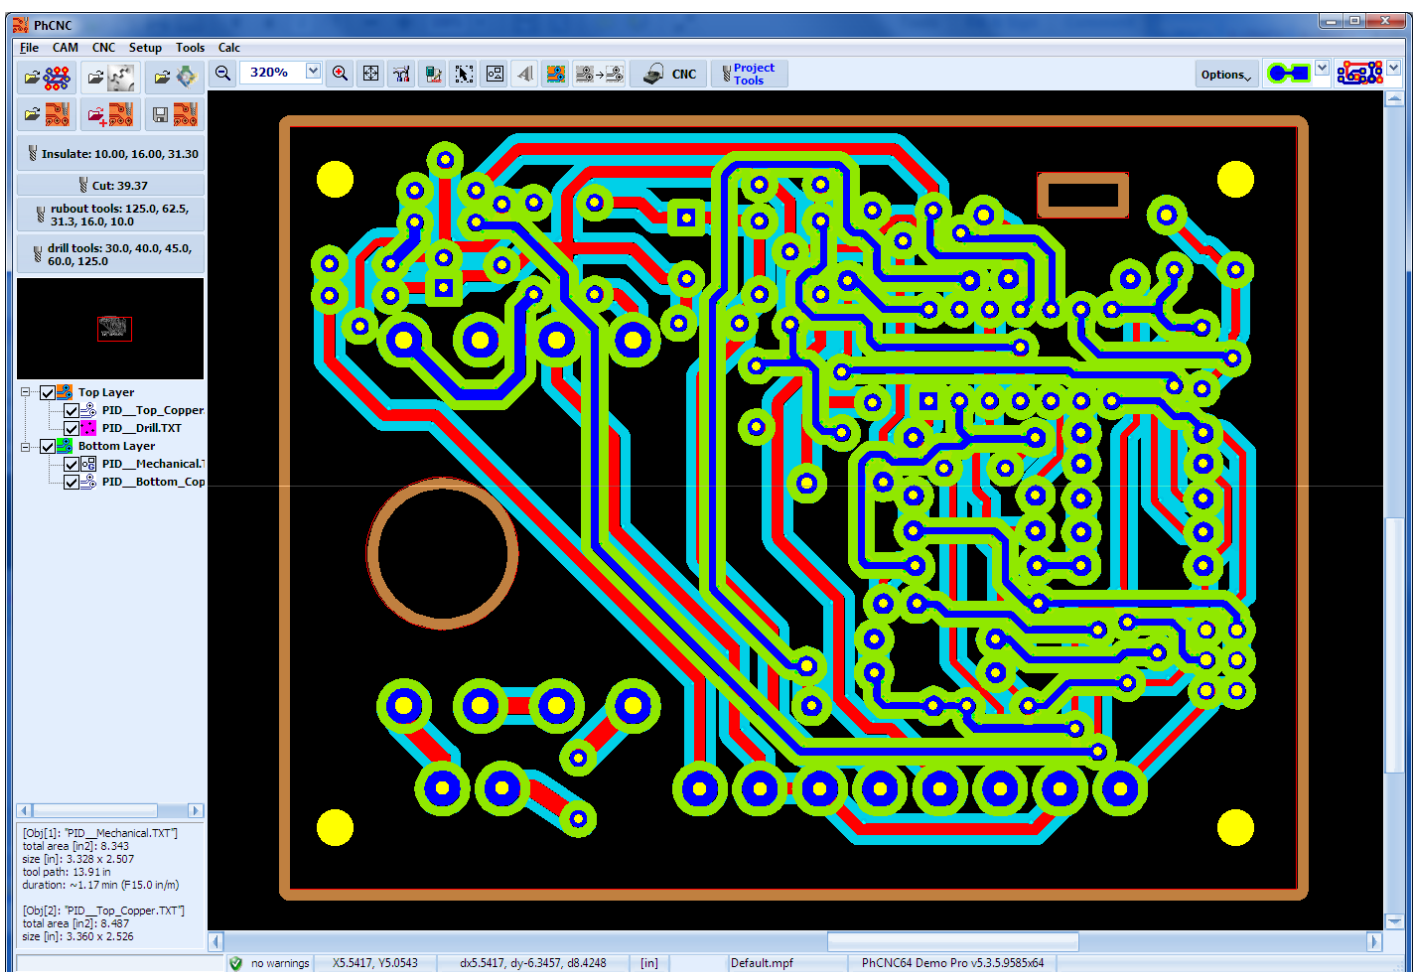 PhCNC
File CAM CNC Setup Tools Calc
320%
CNC
Project
Tools
Options
Insulate: 10.00, 16.00, 31.30
Cut: 39.37
rubout tools: 125.0, 62.5,
31.3, 16.0, 10.0
drill tools: 30.0, 40.0, 45.0,
60.0, 125.0
Top Layer
PID__Top_Copper
PID__Drill.TXT
Bottom Layer
PID__Mechanical.T
PID__Bottom_Cop
[Obj[1]: "PID__Mechanical.TXT"]
total area [in2]: 8.343
size [in]: 3.328 x 2.507
tool path: 13.91 in
duration: ~1.17 min (F15.0 in/m)
[Obj[2]: "PID__Top_Copper.TXT"]
total area [in2]: 8.487
size [in]: 3.360 x 2.526
no warnings X5.5417, Y5.0543 dx5.5417, dy-6.3457, d8.4248 [in] Default.mpf PhCNC64 Demo Pro v5.3.5.9585x64